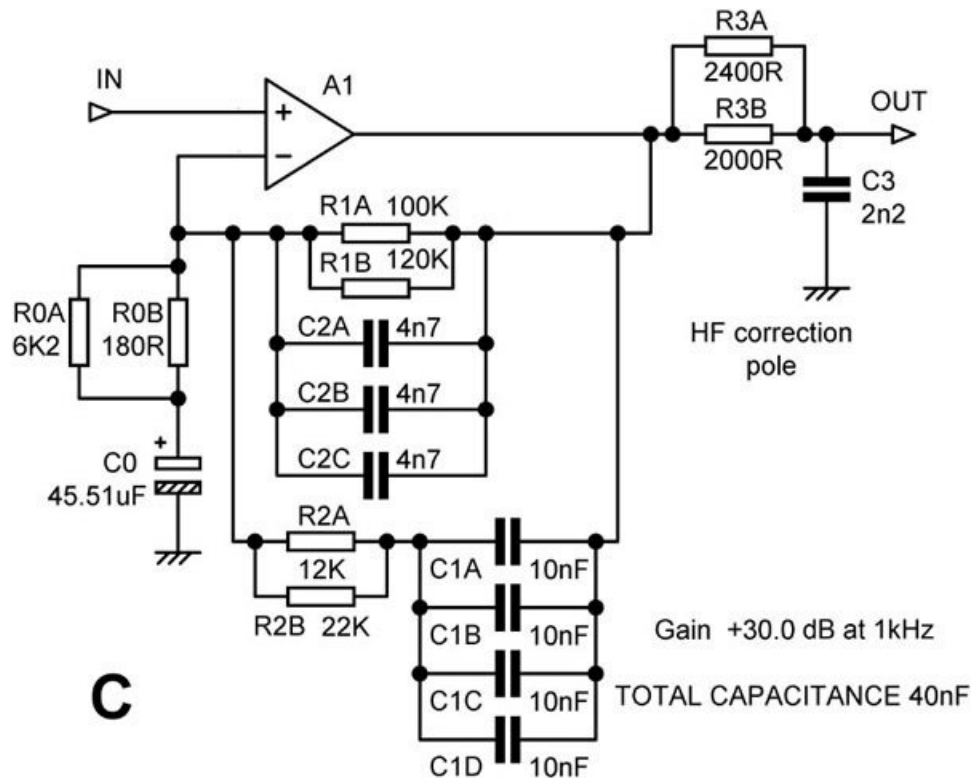 R3A
2400R
IN
A1
OUT
R3B
2000R
+
−
C3
2n2
R1A 100K
R1B 120K
R0A
6K2
R0B
180R
C2A 4n7
HF correction
pole
C2B 4n7
+
C0
45.51uF
C2C 4n7
R2A
12K
C1A 10nF
R2B 22K
C1B 10nF
Gain +30.0 dB at 1kHz
C
C1C 10nF
TOTAL CAPACITANCE 40nF
C1D 10nF